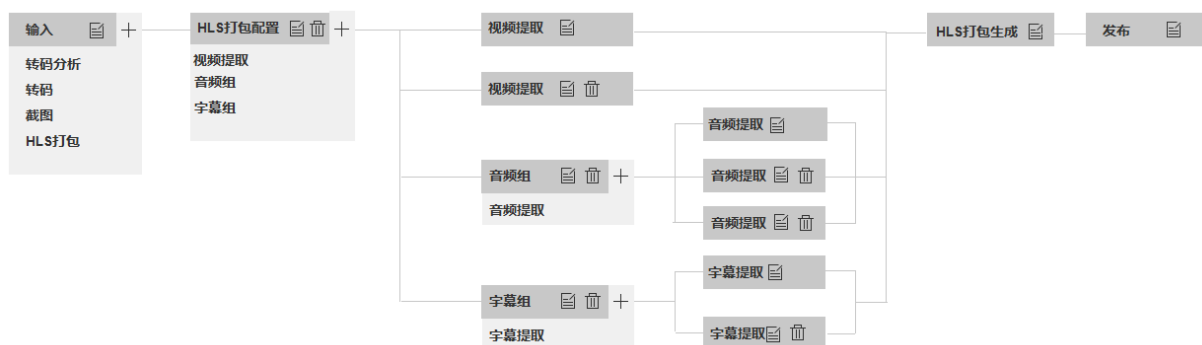 输入
转码分析
转码
截图
HLS打包
HLS打包配置
视频提取
音频组
字幕组
视频提取
视频提取
音频组
音频提取
字幕组
字幕提取
音频提取
音频提取
音频提取
字幕提取
字幕提取
HLS打包生成
发布